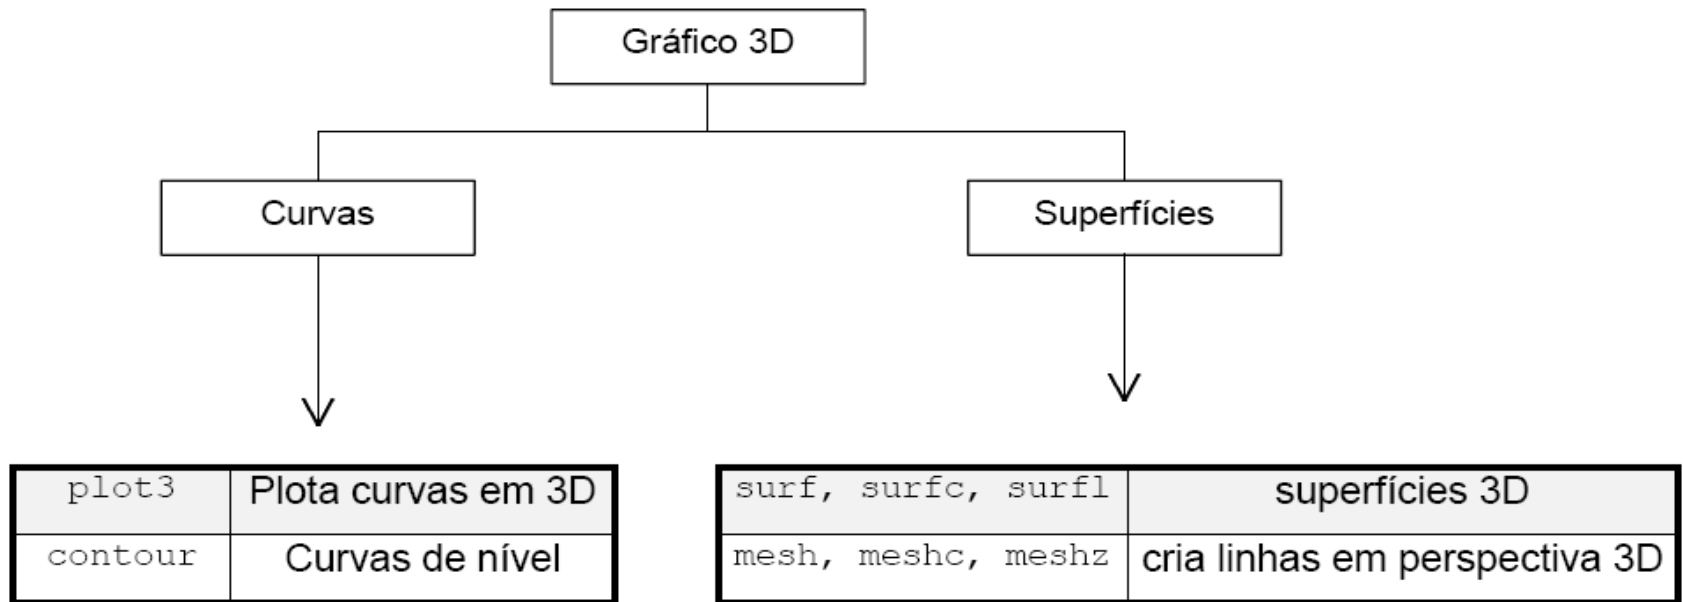 Gráfico 3D
Curvas
Superfícies
plot3 Plota curvas em 3D
contour Curvas de nível
surf, surfc, surfl superfícies 3D
mesh, meshc, meshz cria linhas em perspectiva 3D